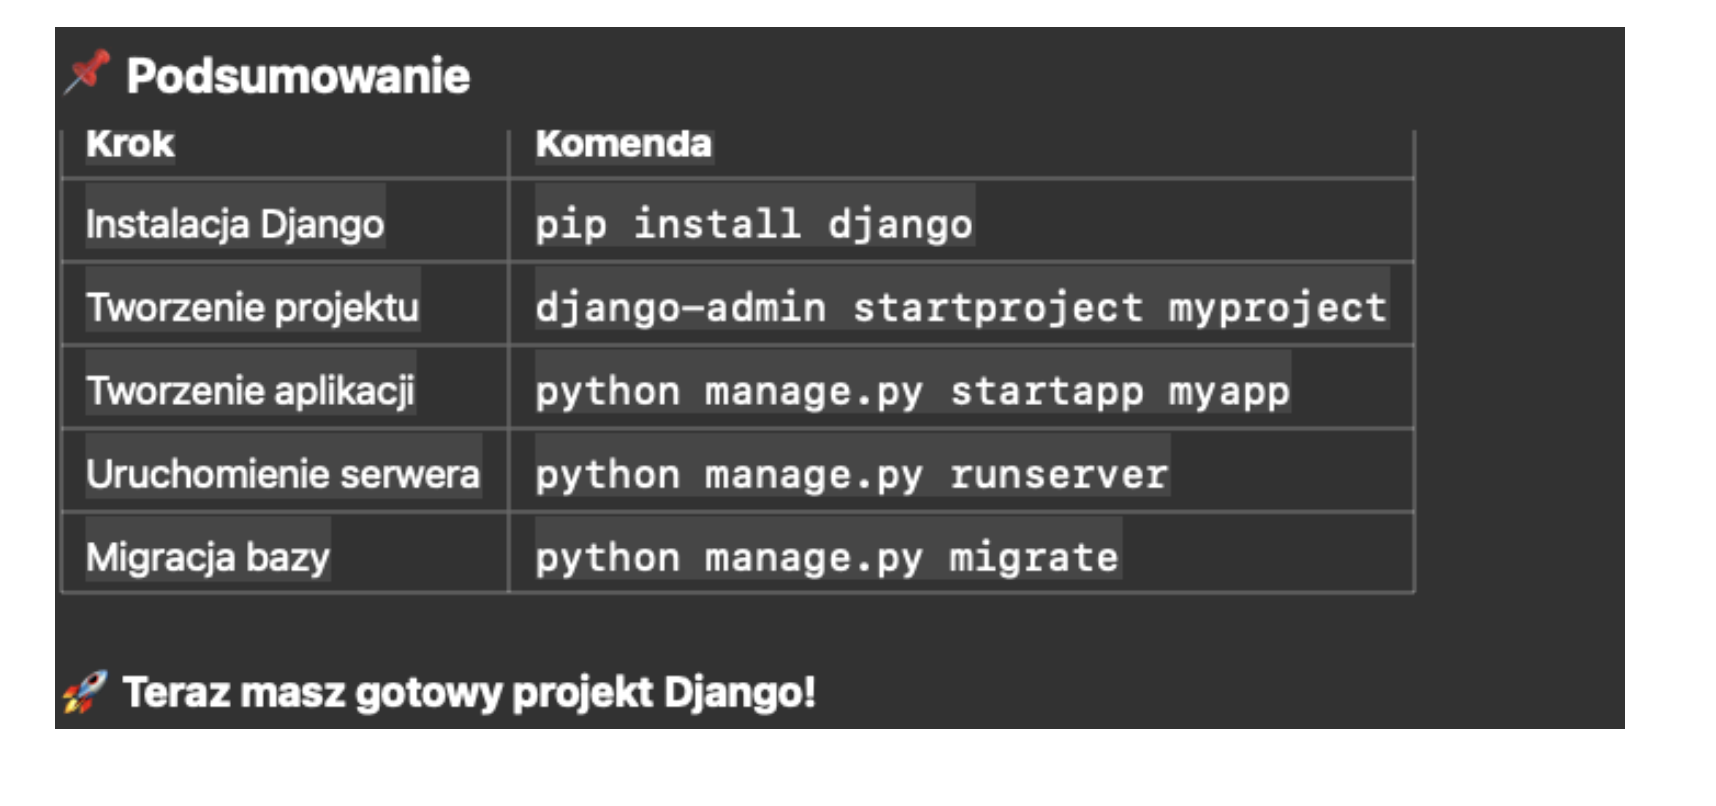 📌 Podsumowanie
Krok Komenda
Instalacja Django pip install django
Tworzenie projektu django-admin startproject myproject
Tworzenie aplikacji python manage.py startapp myapp
Uruchomienie serwera python manage.py runserver
Migracja bazy python manage.py migrate
🚀 Teraz masz gotowy projekt Django!